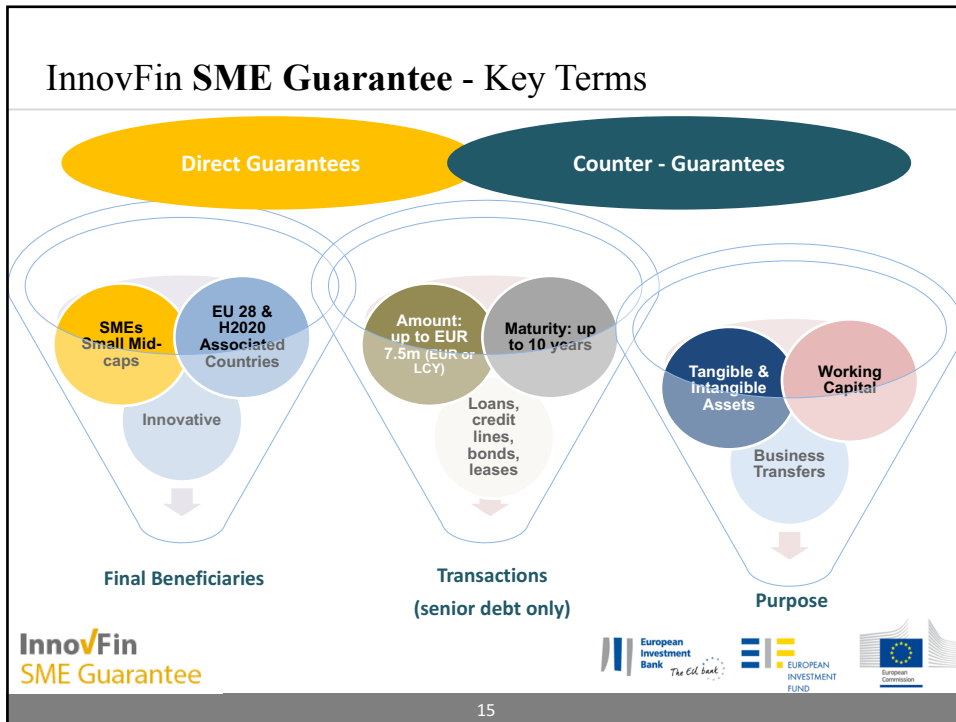 InnovFin SME Guarantee - Key Terms
Direct Guarantees
Counter - Guarantees
SMEs
Small Mid-
caps
EU 28 &
H2020
Associated
Countries
Innovative
Final Beneficiaries
Amount:
up to EUR
7.5m (EUR or
LCY)
Maturity: up
to 10 years
Loans,
credit
lines,
bonds,
leases
Transactions
(senior debt only)
Tangible &
Intangible
Assets
Working
Capital
Business
Transfers
Purpose
InnovFin
SME Guarantee
European
Investment
Bank
The EU bank
EIF
EUROPEAN
INVESTMENT
FUND
European
Commission
15